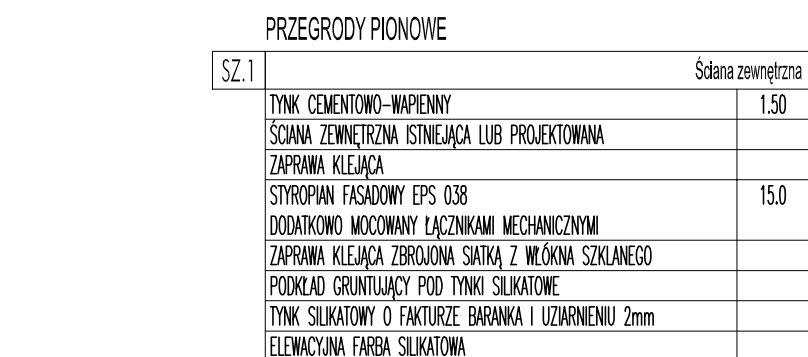 PRZEGRODY PIONOWE
SZ.1 Ściana zewnętrzna
TYNK CEMENTOWO-WAPIENNY 1.50
ŚCIANA ZEWNĘTRZNA ISTNIEJĄCA LUB PROJEKTOWANA
ZAPRAWA KLEJĄCA
STYROPIAN FASADOWY EPS 038 15.0
DODATKOWO MOCOWANY ŁĄCZNIKAMI MECHANICZNYMI
ZAPRAWA KLEJĄCA ZBROJONA SIATKĄ Z WŁÓKNA SZKLANEGO
PODKŁAD GRUNTUJĄCY POD TYNKI SILIKATOWE
TYNK SILIKATOWY O FAKTURZE BARANKA I UZIARNIENIU 2mm
ELEWACYJNA FARBA SILIKATOWA